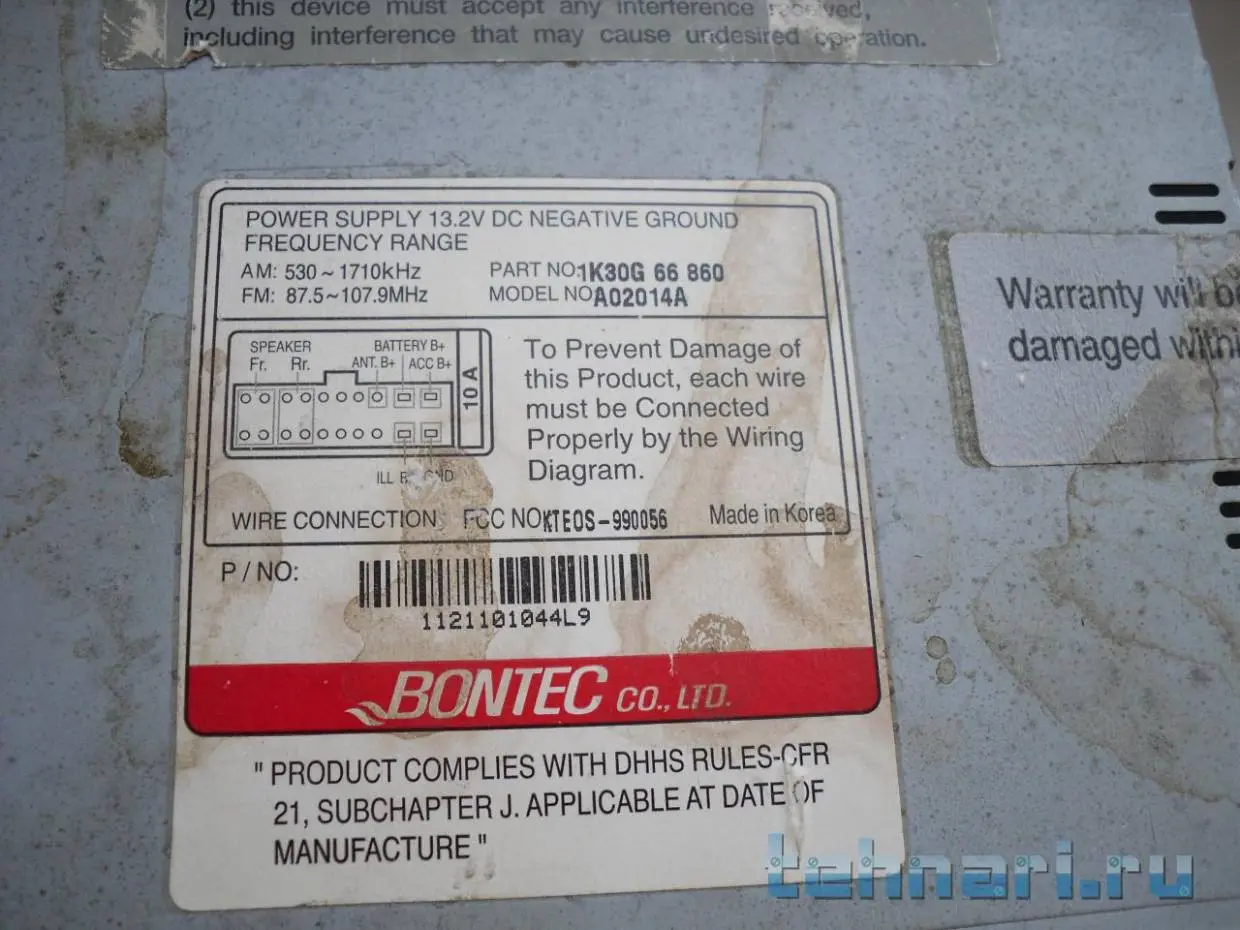 (2) this device must accept any interference received,
including interference that may cause undesired operation.
POWER SUPPLY 13.2V DC NEGATIVE GROUND
FREQUENCY RANGE
AM: 530~1710kHz
FM: 87.5~107.9MHz
PART NO:1K30G 66 860
MODEL NO A02014A
SPEAKER
Fr. Rr.
BATTERY B+
ANT. B+ ACC B+
10 A
ILL GND
To Prevent Damage of
this Product, each wire
must be Connected
Properly by the Wiring
Diagram.
WIRE CONNECTION FCC NO KTEOS-990056 Made in Korea
P/NO:
1121101044L9
BONTEC CO., LTD.
" PRODUCT COMPLIES WITH DHHS RULES-CFR
21, SUBCHAPTER J. APPLICABLE AT DATE OF
MANUFACTURE "
Warranty will
damaged
tehnari.ru